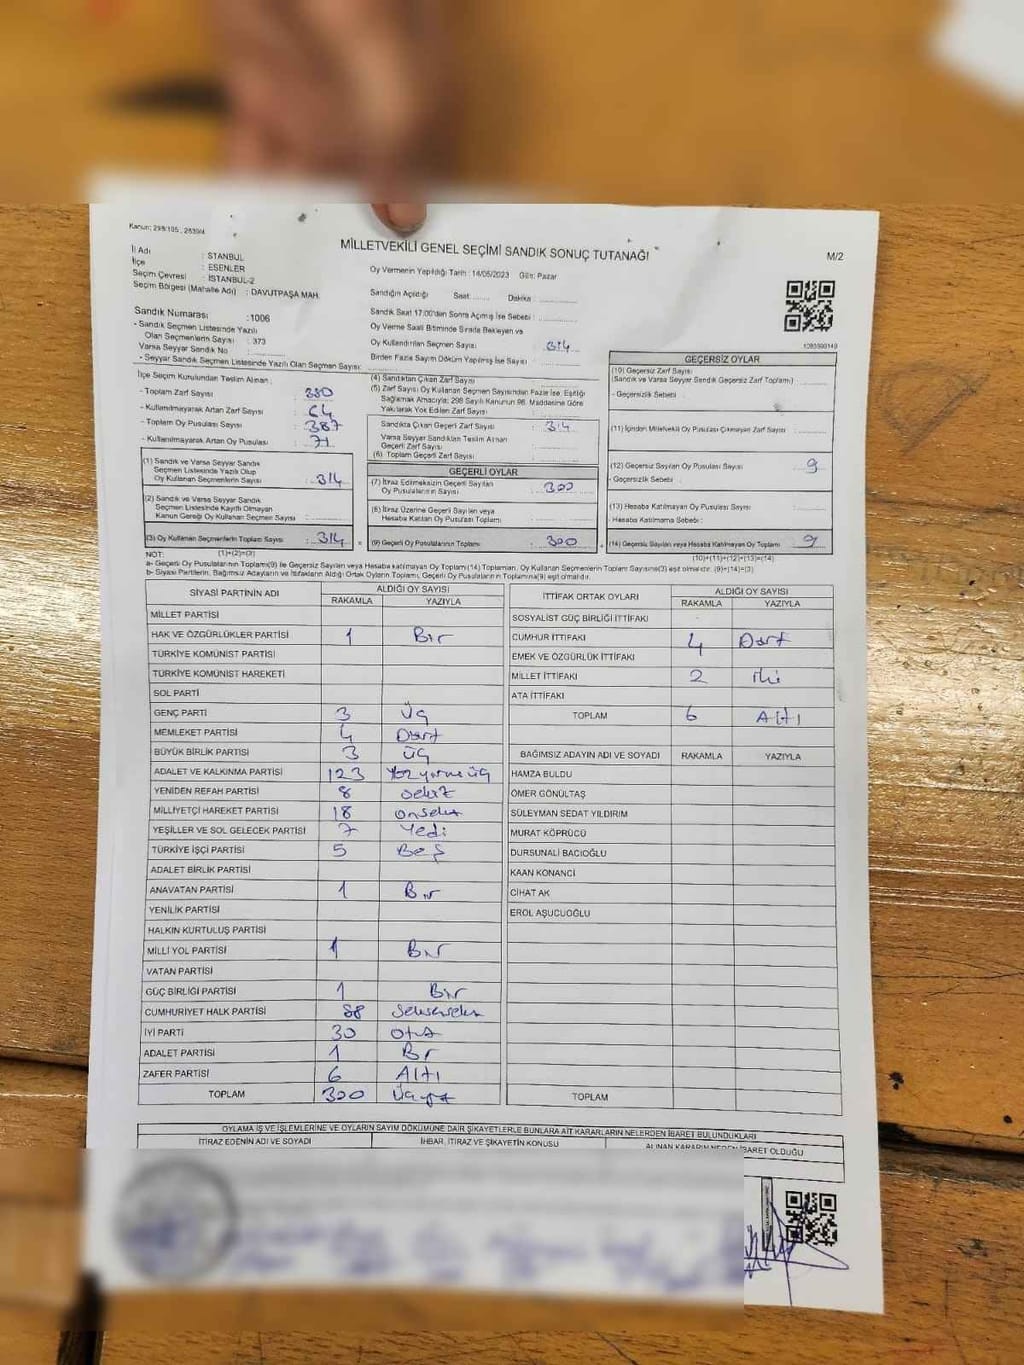 Kanun: 298/105, 2839/4
MİLLETVEKİLİ GENEL SEÇİMİ SANDIK SONUÇ TUTANAĞI
M/2
İl Adı : İSTANBUL
İlçe : ESENLER
Seçim Çevresi : İSTANBUL-2
Seçim Bölgesi (Mahalle Adı) : DAVUTPAŞA MAH.
Sandık Numarası :1006
- Sandık Seçmen Listesinde Yazılı
Olan Seçmenlerin Sayısı : 373
Varsa Seyyar Sandık No :
- Seyyar Sandık Seçmen Listesinde Yazılı Olan Seçmen Sayısı:
Oy Vermenin Yapıldığı Tarih : 14/05/2023 Gün: Pazar
Sandığın Açıldığı Saat: Dakika :
Sandık Saat 17:00'den Sonra Açılmış İse Sebebi :
Oy Verme Saati Bitiminde Sırada Bekleyen ve
Oy Kullandırılan Seçmen Sayısı : 314
Birden Fazla Sayım Döküm Yapılmış İse Sayısı :
1083500149
İlçe Seçim Kurulundan Teslim Alınan :
- Toplam Zarf Sayısı : 380
- Kullanılmayarak Artan Zarf Sayısı : 64
- Toplam Oy Pusulası Sayısı : 387
- Kullanılmayarak Artan Oy Pusulası : 71
(1) Sandık ve Varsa Seyyar Sandık
Seçmen Listesinde Yazılı Olup
Oy Kullanan Seçmenlerin Sayısı : 314
(2) Sandık ve Varsa Seyyar Sandık
Seçmen Listesinde Kayıtlı Olmayan
Kanun Gereği Oy Kullanan Seçmen Sayısı :
(3) Oy Kullanan Seçmenlerin Toplam Sayısı : 314
(4) Sandıktan Çıkan Zarf Sayısı :
(5) Zarf Sayısı Oy Kullanan Seçmen Sayısından Fazla İse, Eşitliği
Sağlamak Amacıyla; 298 Sayılı Kanunun 98. Maddesine Göre
Yakılarak Yok Edilen Zarf Sayısı :
Sandıkta Çıkan Geçerli Zarf Sayısı : 314
Varsa Seyyar Sandıktan Teslim Alınan
Geçerli Zarf Sayısı :
(6) Toplam Geçerli Zarf Sayısı :
GEÇERLİ OYLAR
(7) İtiraz Edilmeksizin Geçerli Sayılan
Oy Pusulalarının Sayısı : 300
(8) İtiraz Üzerine Geçerli Sayılan veya
Hesaba Katılan Oy Pusulası Toplamı :
(9) Geçerli Oy Pusulalarının Toplamı : 300
GEÇERSİZ OYLAR
(10) Geçersiz Zarf Sayısı
(Sandık ve Varsa Seyyar Sandık Geçersiz Zarf Toplamı) :
- Geçersizlik Sebebi :
(11) İçinden Milletvekili Oy Pusulası Çıkmayan Zarf Sayısı :
(12) Geçersiz Sayılan Oy Pusulası Sayısı : 9
- Geçersizlik Sebebi :
(13) Hesaba Katılmayan Oy Pusulası Sayısı :
- Hesaba Katılmama Sebebi :
(14) Geçersiz Sayılan veya Hesaba Katılmayan Oy Toplamı : 9
NOT: (1)+(2)=(3) (10)+(11)+(12)+(13)=(14)
a- Geçerli Oy Pusulalarının Toplamı(9) ile Geçersiz Sayılan veya Hesaba katılmayan Oy Toplamı(14) Toplamları, Oy Kullanan Seçmenlerin Toplam Sayısına(3) eşit olmalıdır. (9)+(14)=(3)
b- Siyasi Partilerin, Bağımsız Adayların ve İttifakların Aldığı Ortak Oyların Toplamı, Geçerli Oy Pusulalarının Toplamına(9) eşit olmalıdır.
SİYASİ PARTİNİN ADI ALDIĞI OY SAYISI
RAKAMLA YAZIYLA
MİLLET PARTİSİ
HAK VE ÖZGÜRLÜKLER PARTİSİ 1 Bir
TÜRKİYE KOMÜNİST PARTİSİ
TÜRKİYE KOMÜNİST HAREKETİ
SOL PARTİ
GENÇ PARTİ 3 Üç
MEMLEKET PARTİSİ 4 Dört
BÜYÜK BİRLİK PARTİSİ 3 Üç
ADALET VE KALKINMA PARTİSİ 123 Yüz yirmi üç
YENİDEN REFAH PARTİSİ 8 Sekiz
MİLLİYETÇİ HAREKET PARTİSİ 18 onsekiz
YEŞİLLER VE SOL GELECEK PARTİSİ 7 Yedi
TÜRKİYE İŞÇİ PARTİSİ 5 Beş
ADALET BİRLİK PARTİSİ
ANAVATAN PARTİSİ 1 Bir
YENİLİK PARTİSİ
HALKIN KURTULUŞ PARTİSİ
MİLLİ YOL PARTİSİ 1 Bir
VATAN PARTİSİ
GÜÇ BİRLİĞİ PARTİSİ 1 Bir
CUMHURİYET HALK PARTİSİ 88 Seksensekiz
İYİ PARTİ 30 Otuz
ADALET PARTİSİ 1 Bir
ZAFER PARTİSİ 6 Altı
TOPLAM 300 Üçyüz
İTTİFAK ORTAK OYLARI ALDIĞI OY SAYISI
RAKAMLA YAZIYLA
SOSYALİST GÜÇ BİRLİĞİ İTTİFAKI
CUMHUR İTTİFAKI 4 Dört
EMEK VE ÖZGÜRLÜK İTTİFAKI
MİLLET İTTİFAKI 2 İki
ATA İTTİFAKI
TOPLAM 6 Altı
BAĞIMSIZ ADAYIN ADI VE SOYADI RAKAMLA YAZIYLA
HAMZA BULDU
ÖMER GÖNÜLTAŞ
SÜLEYMAN SEDAT YILDIRIM
MURAT KÖPRÜCÜ
DURSUNALİ BACIOĞLU
KAAN KONANCI
CİHAT AK
EROL AŞUCUOĞLU
TOPLAM
OYLAMA İŞ VE İŞLEMLERİNE VE OYLARIN SAYIM DÖKÜMÜNE DAİR ŞİKAYETLERLE BUNLARA AİT KARARLARIN NELERDEN İBARET BULUNDUKLARI
İTİRAZ EDENİN ADI VE SOYADI İHBAR, İTİRAZ VE ŞİKAYETİN KONUSU ALINAN KARARIN NEDEN İBARET OLDUĞU